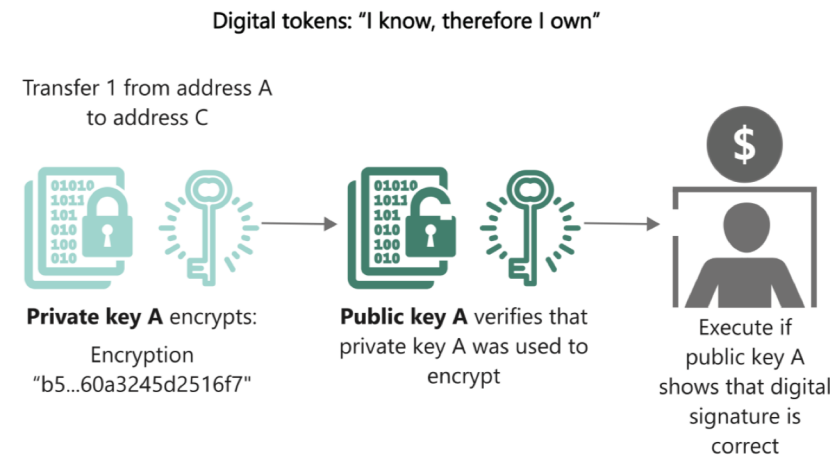 Digital tokens: “I know, therefore I own”
Transfer 1 from address A
to address C
01010
1011
101
010
100
010
Private key A encrypts:
Encryption
“b5...60a3245d2516f7"
01010
1011
101
010
100
010
Public key A verifies that
private key A was used to
encrypt
$
Execute if
public key A
shows that digital
signature is
correct